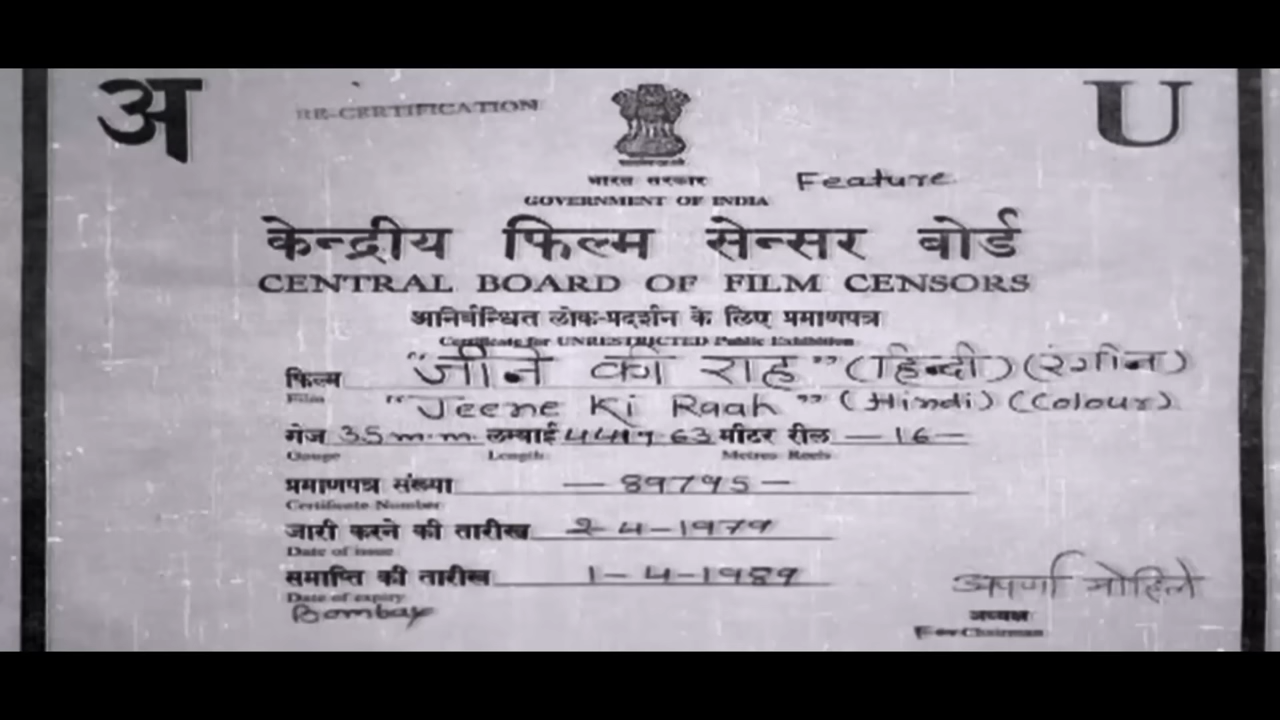 अ RE-CERTIFICATION U
भारत सरकार Feature
GOVERNMENT OF INDIA
केन्द्रीय फिल्म सेन्सर बोर्ड
CENTRAL BOARD OF FILM CENSORS
अनिर्बन्धित लोक-प्रदर्शन के लिए प्रमाणपत्र
Certificate for UNRESTRICTED Public Exhibition
फिल्म "जीने की राह" (हिन्दी) (रंगीन)
Film "Jeene Ki Raah" (Hindi) (Colour)
गेज 35 m.m. लम्बाई मीटर रील — 16 —
Gauge Length Metres Reels
प्रमाणपत्र संख्या — 89795 —
Certificate Number
जारी करने की तारीख 2-4-1979
Date of issue
समाप्ति की तारीख 1-4-1989
Date of expiry
Bombay
अपर्णा मोहिले
अध्यक्ष
For Chairman